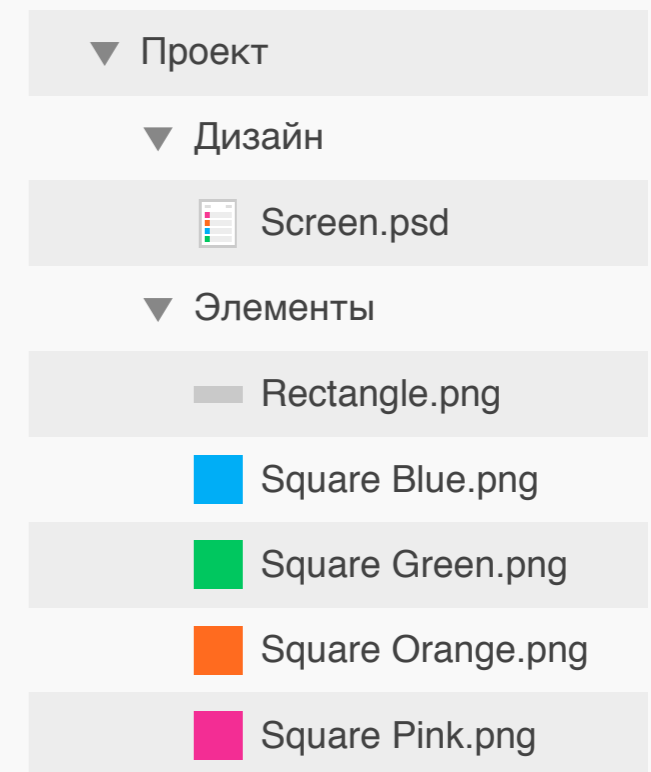 Проект
Дизайн
Screen.psd
Элементы
Rectangle.png
Square Blue.png
Square Green.png
Square Orange.png
Square Pink.png